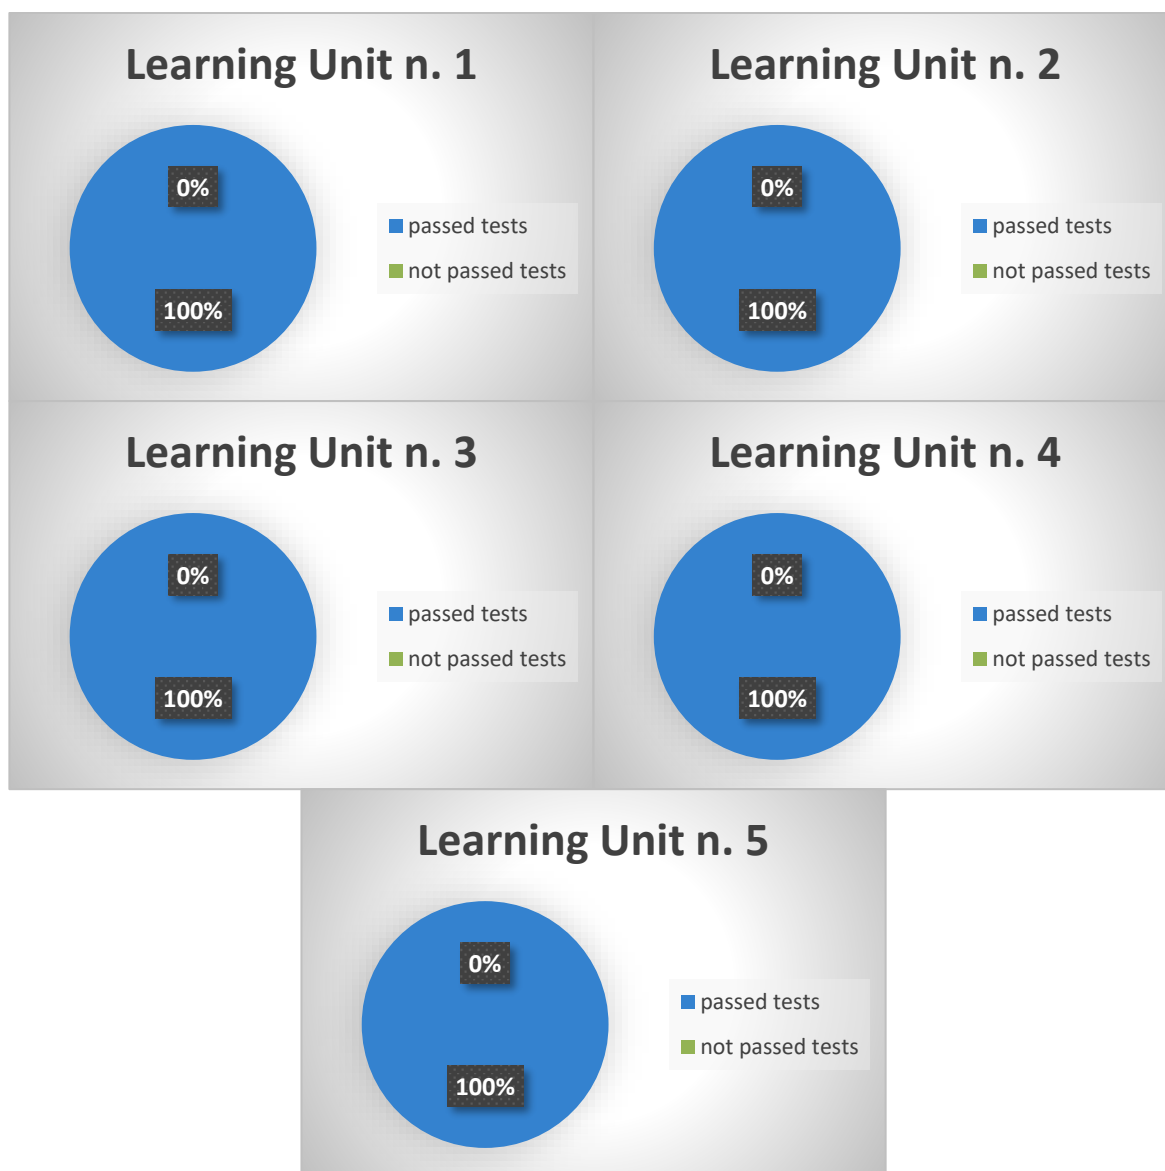 Learning Unit n. 1
0%
100%
passed tests
not passed tests
Learning Unit n. 2
0%
100%
passed tests
not passed tests
Learning Unit n. 3
0%
100%
passed tests
not passed tests
Learning Unit n. 4
0%
100%
passed tests
not passed tests
Learning Unit n. 5
0%
100%
passed tests
not passed tests